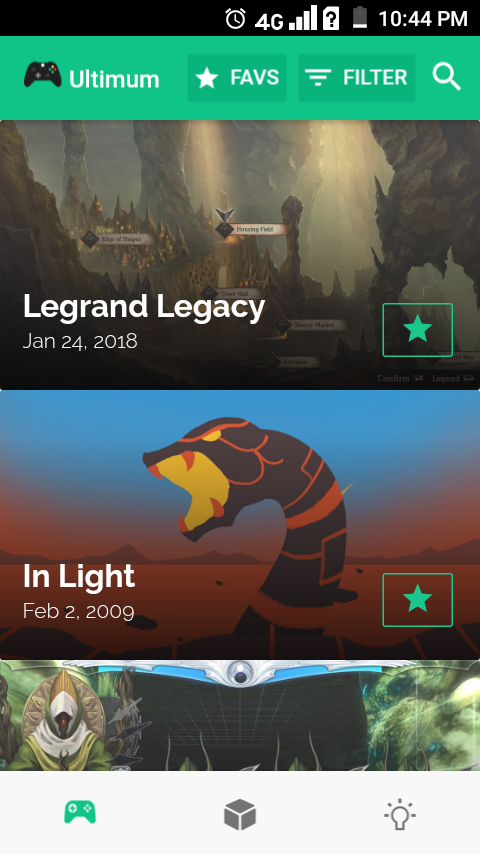 4G 10:44 PM
Ultimum FAVS FILTER
New
Edge of Shapur
Housing Field
Town Hall
Shapur Market
Entrance
Legrand Legacy
Jan 24, 2018
Confirm Legend
In Light
Feb 2, 2009